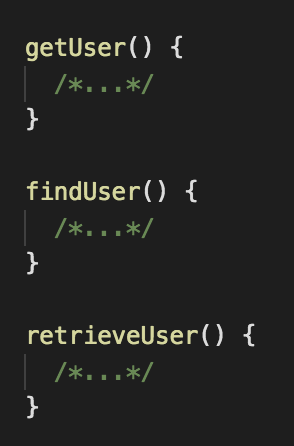 getUser() {
/*...*/
}
findUser() {
/*...*/
}
retrieveUser() {
/*...*/
}